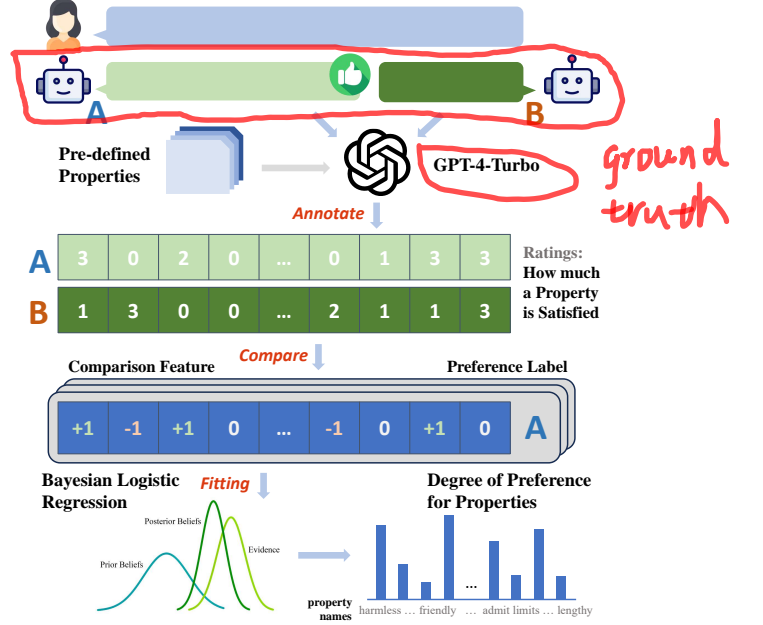 A
B
Pre-defined
Properties
GPT-4-Turbo
ground
truth
Annotate
A
3 0 2 0 ... 0 1 3 3
Ratings:
How much
a Property
is Satisfied
B
1 3 0 0 ... 2 1 1 3
Compare
Comparison Feature
Preference Label
+1 -1 +1 0 ... -1 0 +1 0 A
Bayesian Logistic
Regression
Fitting
Degree of Preference
for Properties
Posterior Beliefs
Evidence
Prior Beliefs
...
property
names
harmless ... friendly ... admit limits ... lengthy